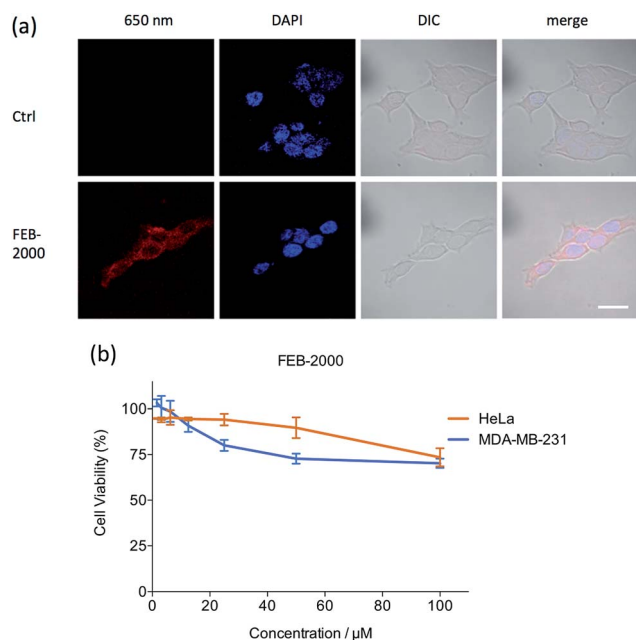 (a)
650 nm DAPI DIC merge
Ctrl
FEB-
2000
(b)
FEB-2000
HeLa
MDA-MB-231
Cell Viability (%)
100
75
50
25
0
0 20 40 60 80 100
Concentration / µM